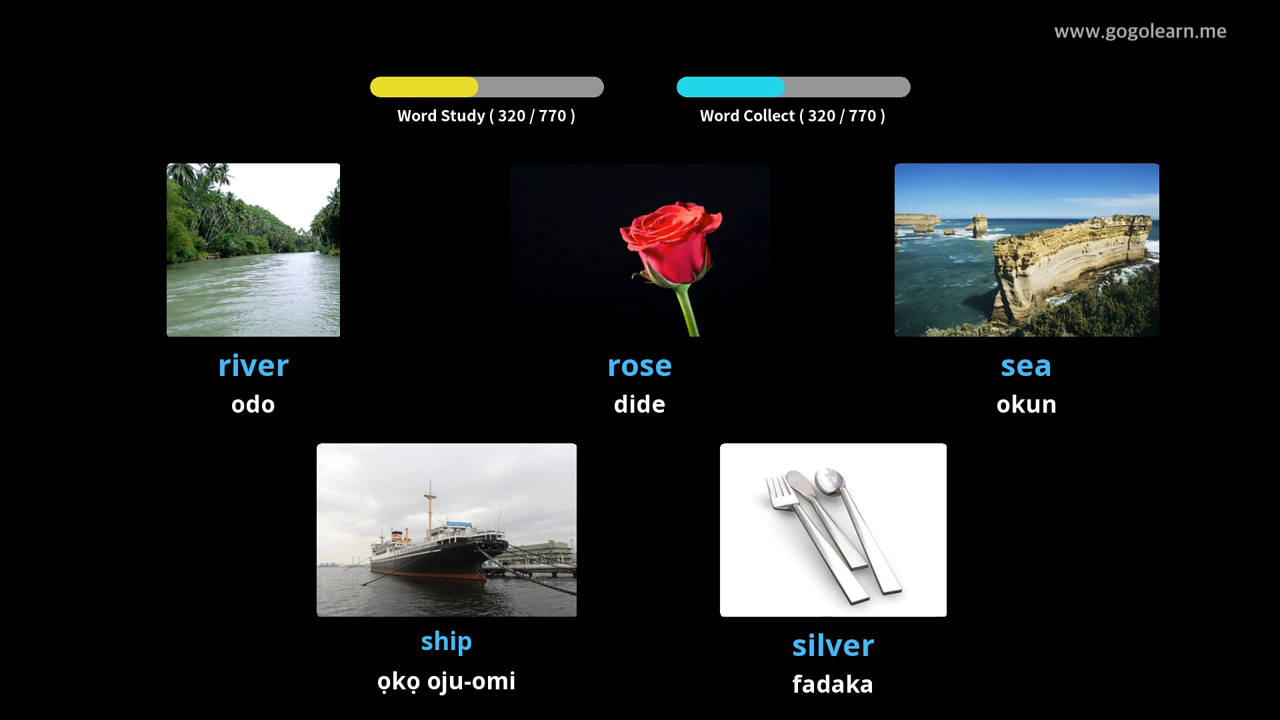 www.gogolearn.me
Word Study ( 320 / 770 )
Word Collect ( 320 / 770 )
river
odo
rose
dide
sea
okun
ship
ọkọ oju-omi
silver
fadaka